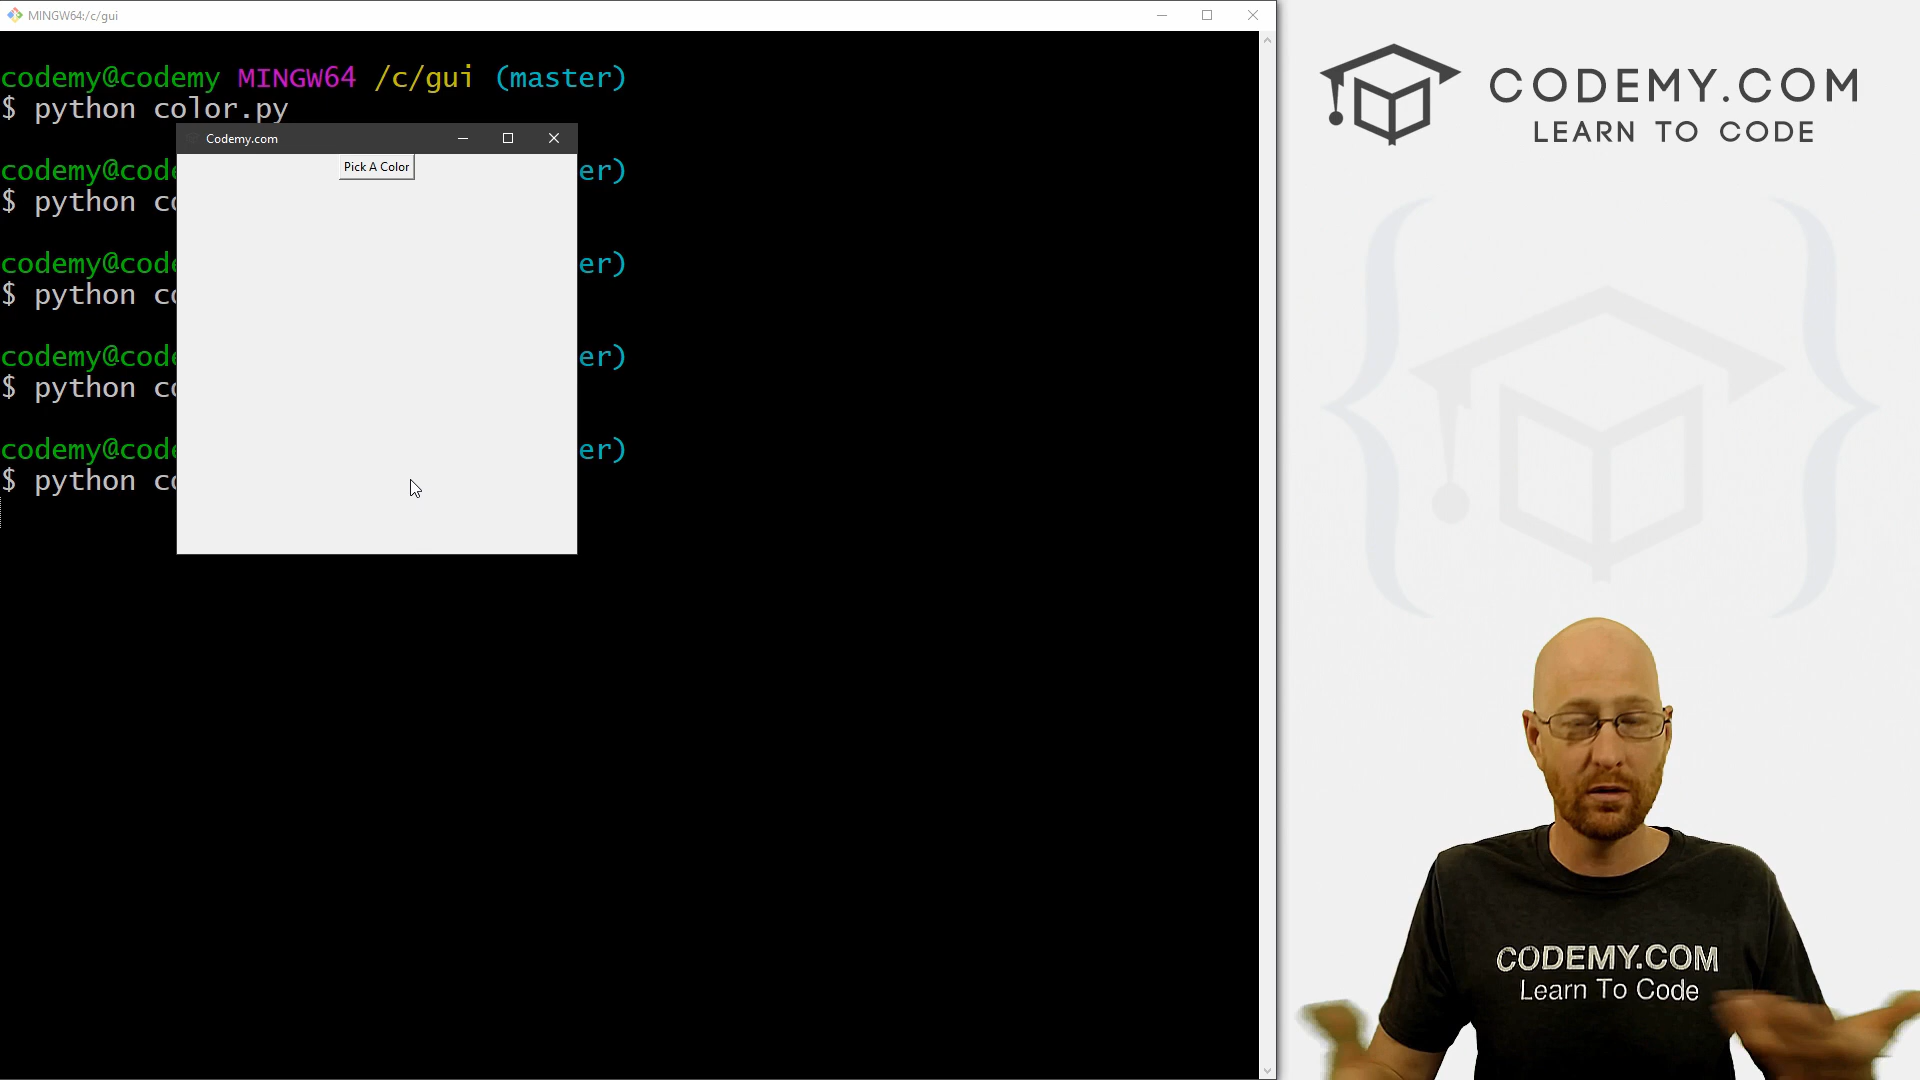 MINGW64:/c/gui
codemy@codemy MINGW64 /c/gui (master)
$ python color.py
Codemy.com
Pick A Color
codemy@code
er)
$ python co
codemy@code
er)
$ python co
codemy@code
er)
$ python co
codemy@code
er)
$ python co
CODEMY.COM
LEARN TO CODE
CODEMY.COM
Learn To Code